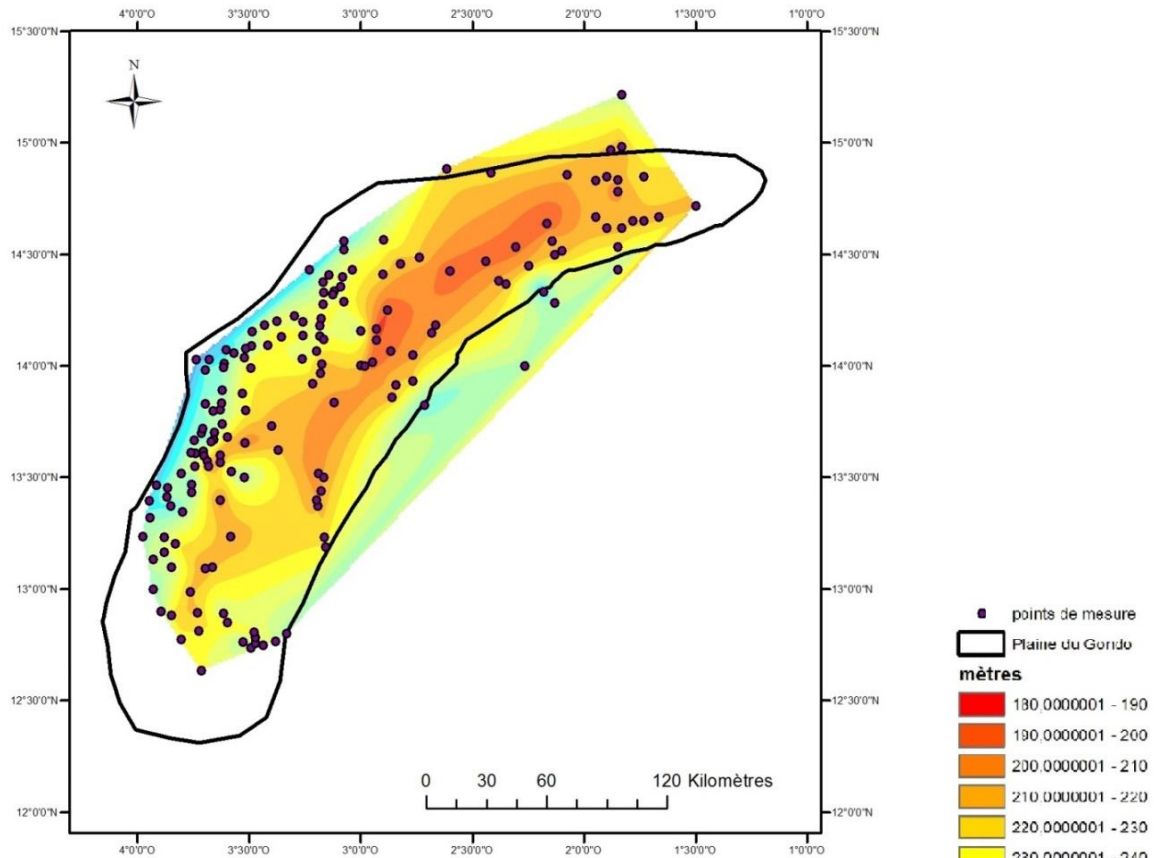 4°0'0"O 3°30'0"O 3°0'0"O 2°30'0"O 2°0'0"O 1°30'0"O 1°0'0"O
15°30'0"N 15°30'0"N
N
15°0'0"N 15°0'0"N
14°30'0"N 14°30'0"N
14°0'0"N 14°0'0"N
13°30'0"N 13°30'0"N
13°0'0"N 13°0'0"N
12°30'0"N 12°30'0"N
12°0'0"N 12°0'0"N
0 30 60 120 Kilomètres
4°0'0"O 3°30'0"O 3°0'0"O 2°30'0"O 2°0'0"O 1°30'0"O 1°0'0"O
points de mesure
Plaine du Gondo
mètres
180,0000001 - 190
190,0000001 - 200
200,0000001 - 210
210,0000001 - 220
220,0000001 - 230
230,0000001 - 240